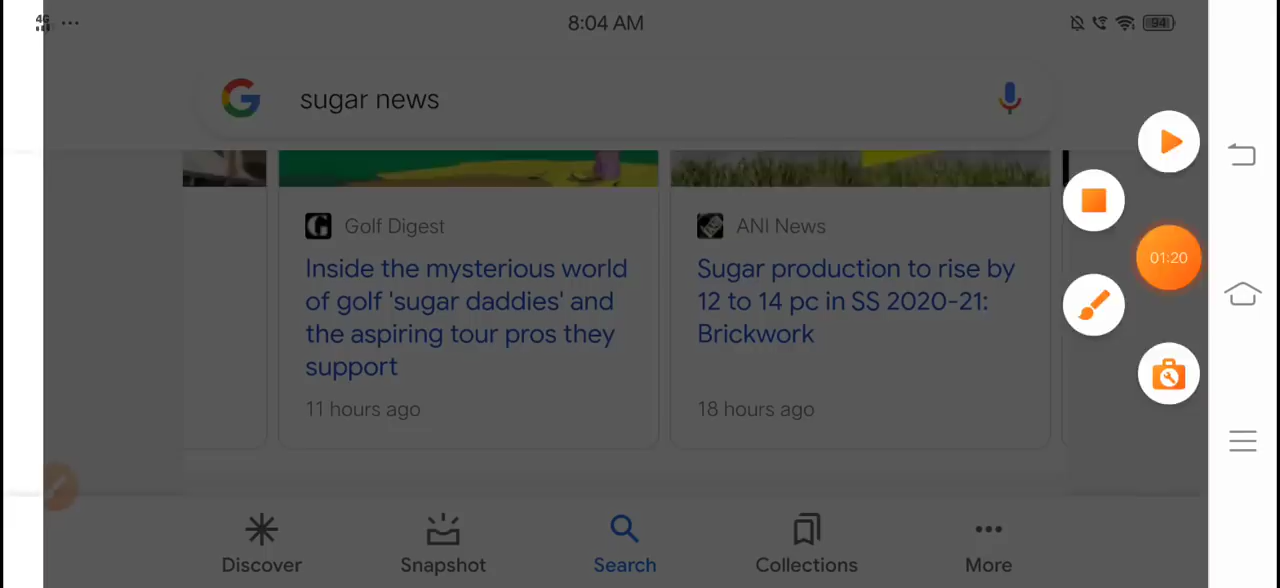 4G ... 8:04 AM 94
sugar news
Golf Digest
Inside the mysterious world
of golf 'sugar daddies' and
the aspiring tour pros they
support
11 hours ago
ANI News
Sugar production to rise by
12 to 14 pc in SS 2020-21:
Brickwork
18 hours ago
01:20
Discover Snapshot Search Collections More